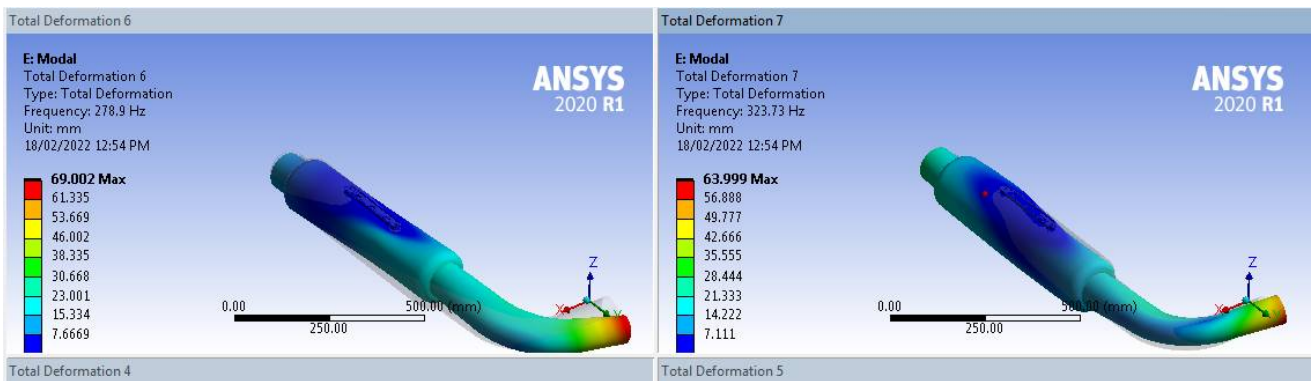 Total Deformation 6
E: Modal
Total Deformation 6
Type: Total Deformation
Frequency: 278.9 Hz
Unit: mm
18/02/2022 12:54 PM
ANSYS
2020 R1
69.002 Max
61.335
53.669
46.002
38.335
30.668
23.001
15.334
7.6669
Z
X
Y
0.00
500.00 (mm)
250.00
Total Deformation 7
E: Modal
Total Deformation 7
Type: Total Deformation
Frequency: 323.73 Hz
Unit: mm
18/02/2022 12:54 PM
ANSYS
2020 R1
63.999 Max
56.888
49.777
42.666
35.555
28.444
21.333
14.222
7.111
Z
X
0.00
500.00 (mm)
250.00
Total Deformation 4
Total Deformation 5